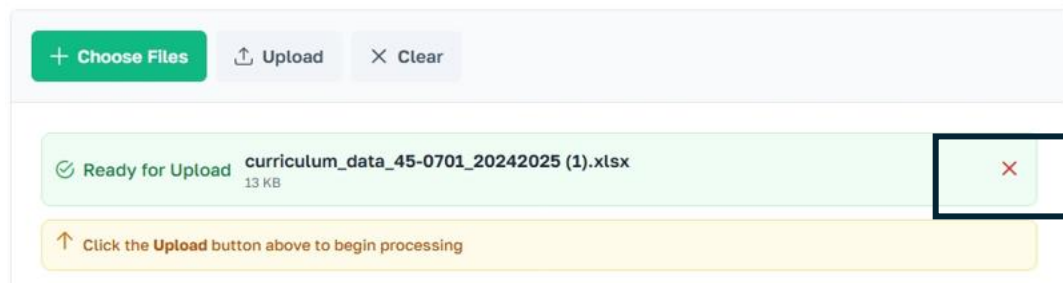 Choose Files Upload Clear
Ready for Upload curriculum_data_45-0701_20242025 (1).xlsx
13 KB
Click the Upload button above to begin processing